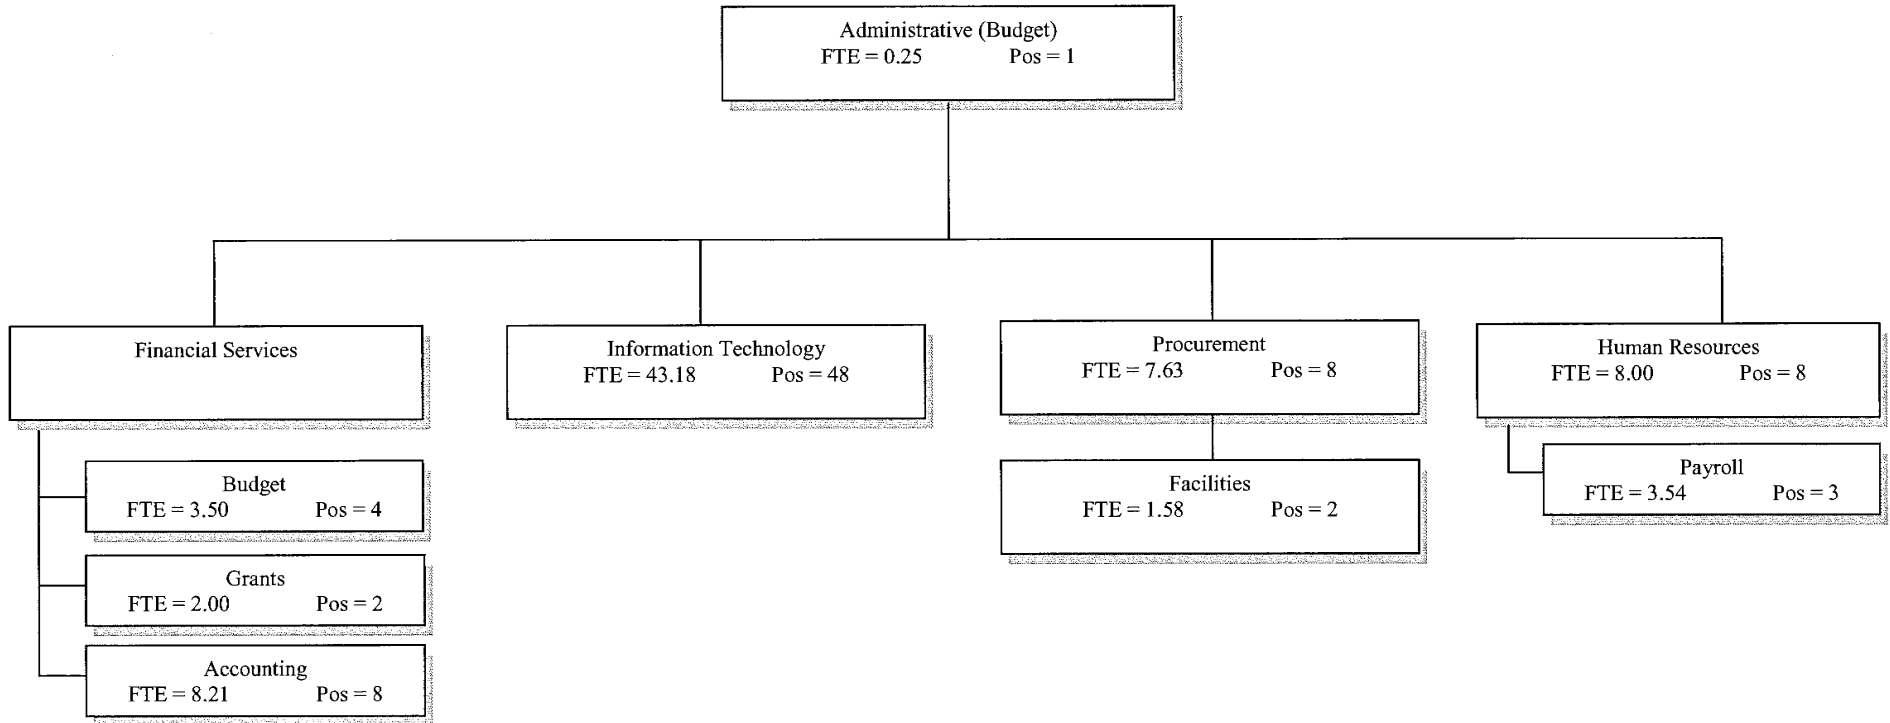 Administrative (Budget)
FTE = 0.25 Pos = 1
Financial Services
Information Technology
FTE = 43.18 Pos = 48
Procurement
FTE = 7.63 Pos = 8
Human Resources
FTE = 8.00 Pos = 8
Budget
FTE = 3.50 Pos = 4
Grants
FTE = 2.00 Pos = 2
Accounting
FTE = 8.21 Pos = 8
Facilities
FTE = 1.58 Pos = 2
Payroll
FTE = 3.54 Pos = 3